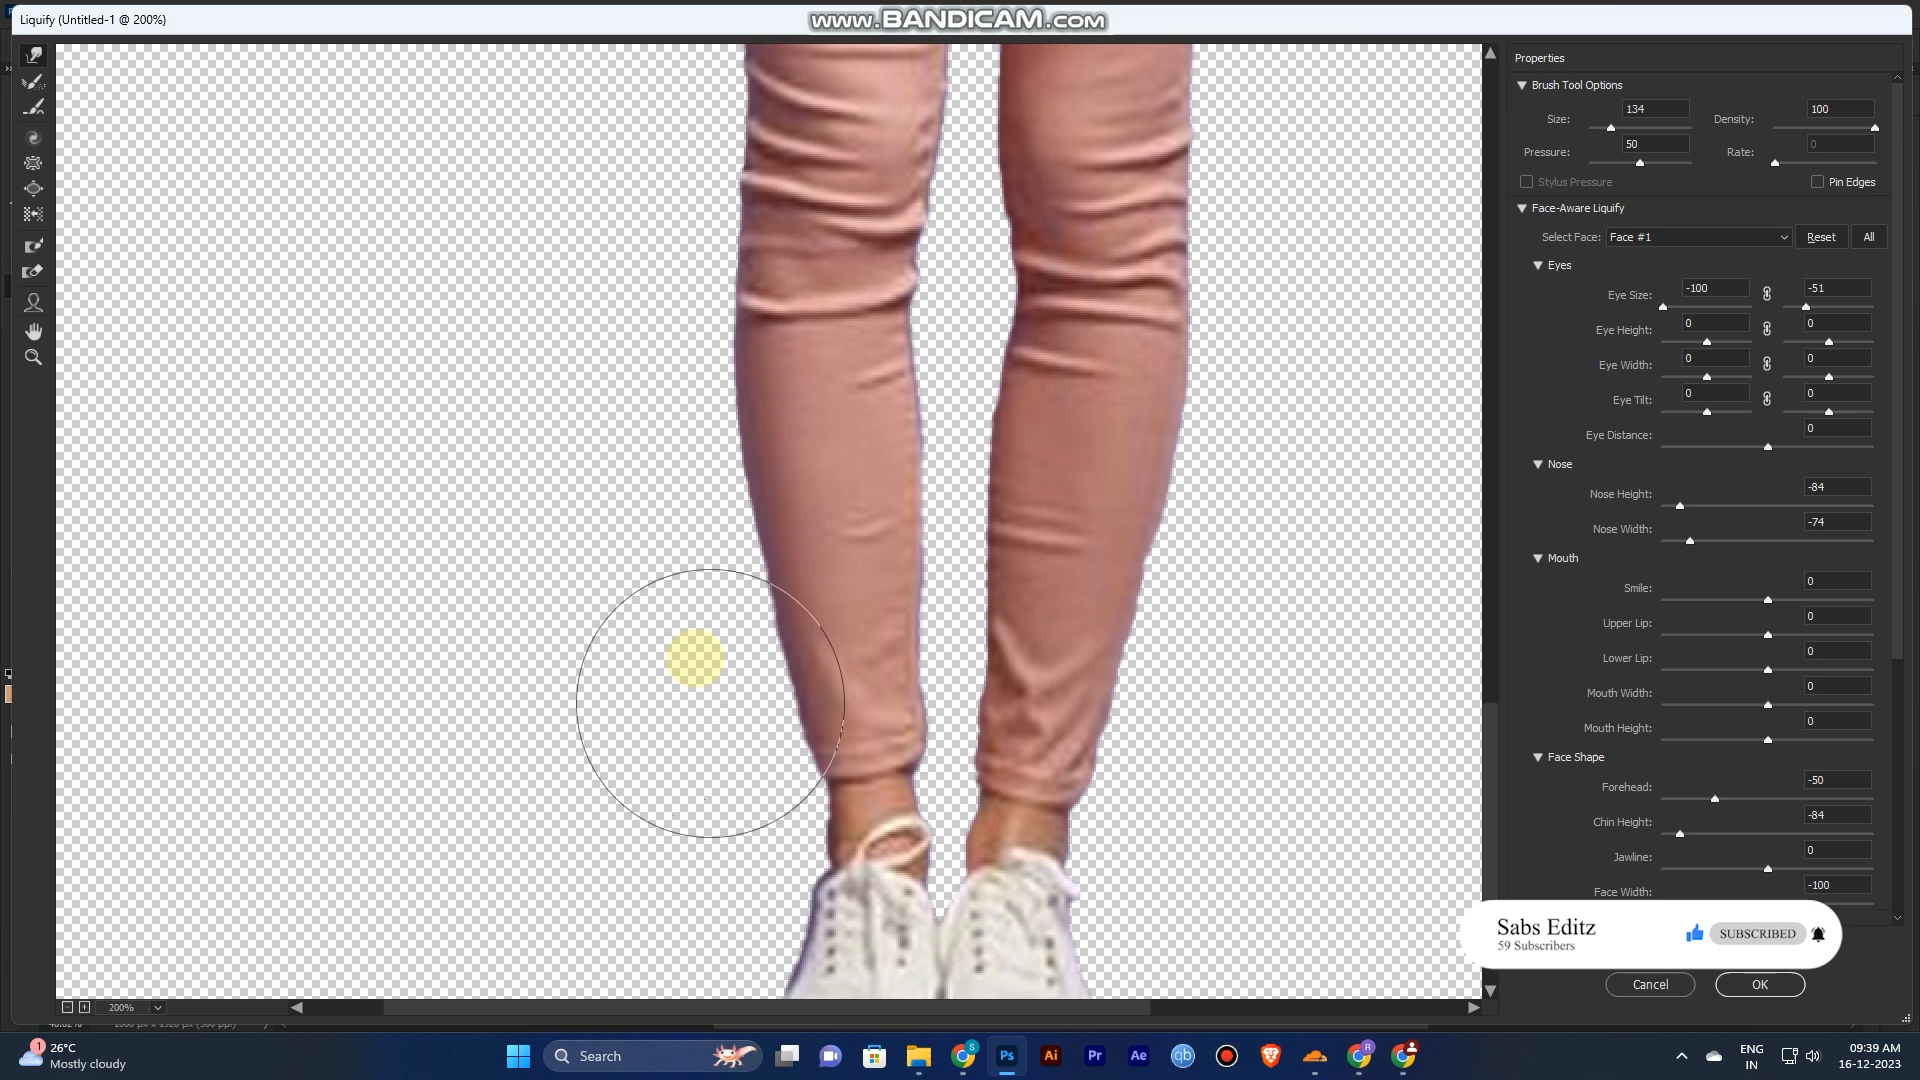 Liquify (Untitled-1 @ 200%)
www.BANDICAM.com
Properties
Brush Tool Options
Size: 134 Density: 100
Pressure: 50 Rate: 0
Stylus Pressure Pin Edges
Face-Aware Liquify
Select Face: Face #1 Reset All
Eyes
Eye Size: -100 -51
Eye Height: 0 0
Eye Width: 0 0
Eye Tilt: 0 0
Eye Distance: 0
Nose
Nose Height: -84
Nose Width: -74
Mouth
Smile: 0
Upper Lip: 0
Lower Lip: 0
Mouth Width: 0
Mouth Height: 0
Face Shape
Forehead: -50
Chin Height: -84
Jawline: 0
Face Width: -100
Sabs Editz
59 Subscribers
SUBSCRIBED
Cancel OK
200%
1
26°C
Mostly cloudy
Search
S
Ps
Ai
Pr
Ae
qb
R
ENG
IN
09:39 AM
16-12-2023